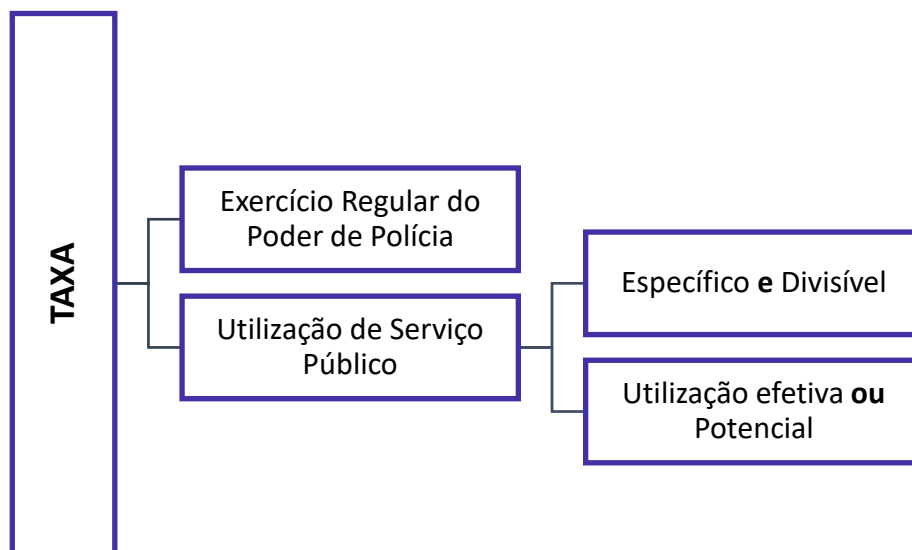 TAXA
Exercício Regular do
Poder de Polícia
Utilização de Serviço
Público
Específico e Divisível
Utilização efetiva ou
Potencial